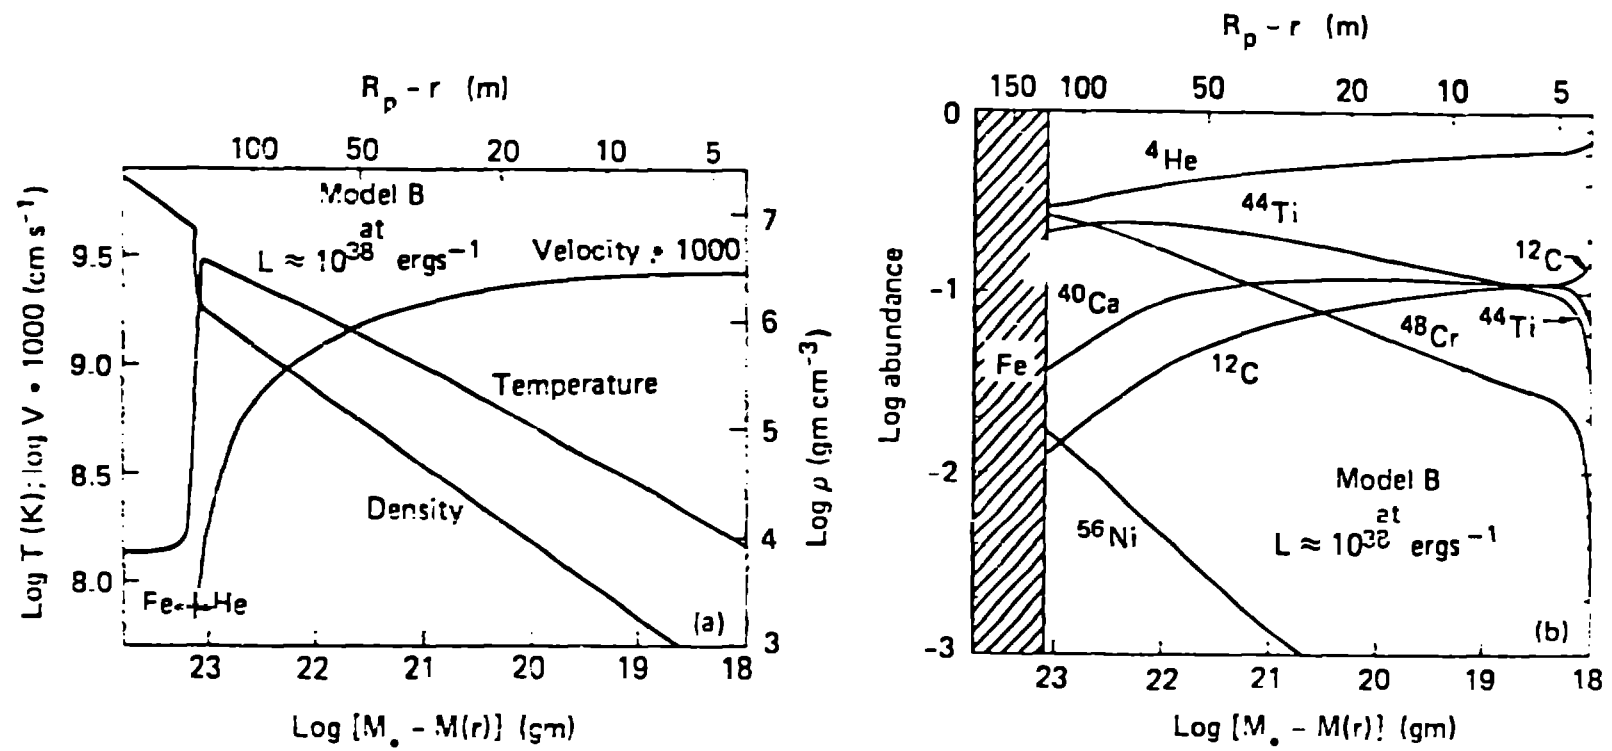 R_p - r (m)
100 50 20 10 5
Model B
at
L ≈ 10^38 ergs^-1
Velocity • 1000
Log T (K); log V • 1000 (cm s^-1)
9.5
9.0
8.5
8.0
7
6
5
4
3
Log ρ (gm cm^-3)
Temperature
Density
Fe He
(a)
23 22 21 20 19 18
Log [M. - M(r)] (gm)
R_p - r (m)
150 100 50 20 10 5
Log abundance
0
-1
-2
-3
^4He
^44Ti
^12C
^40Ca
^48Cr
^44Ti
Fe
^12C
^56Ni
Model B
at
L ≈ 10^38 ergs^-1
(b)
23 22 21 20 19 18
Log [M. - M(r)] (gm)